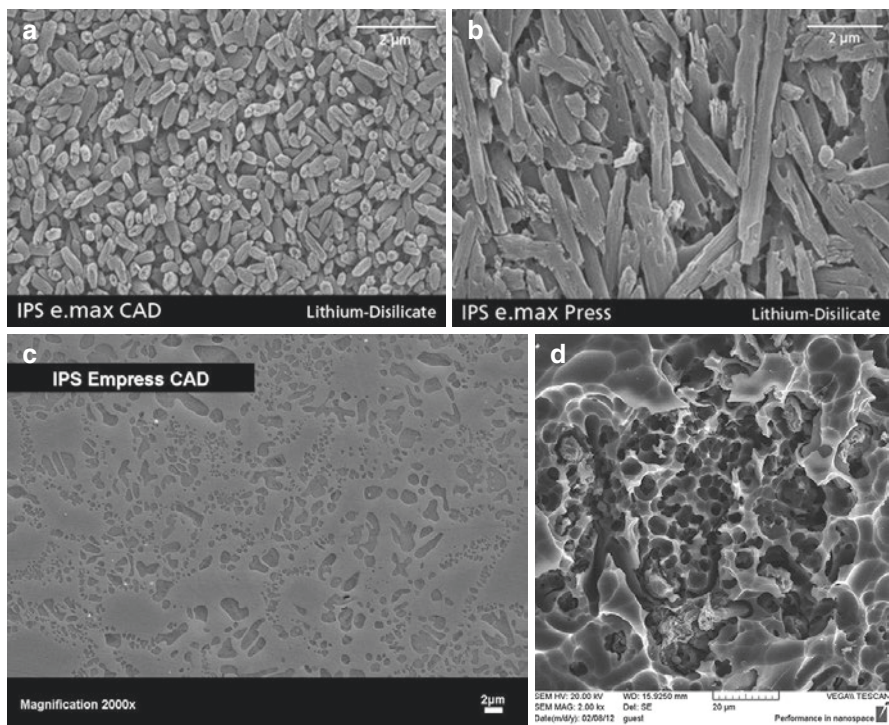 a
2 µm
IPS e.max CAD Lithium-Disilicate
b
2 µm
IPS e.max Press Lithium-Disilicate
c
IPS Empress CAD
Magnification 2000x
2µm
d
SEM HV: 20.00 kV WD: 15.9250 mm VEGA\\ TESCAN
SEM MAG: 2.00 kx Det: SE 20 µm
Date(m/d/y): 02/08/12 guest Performance in nanospace